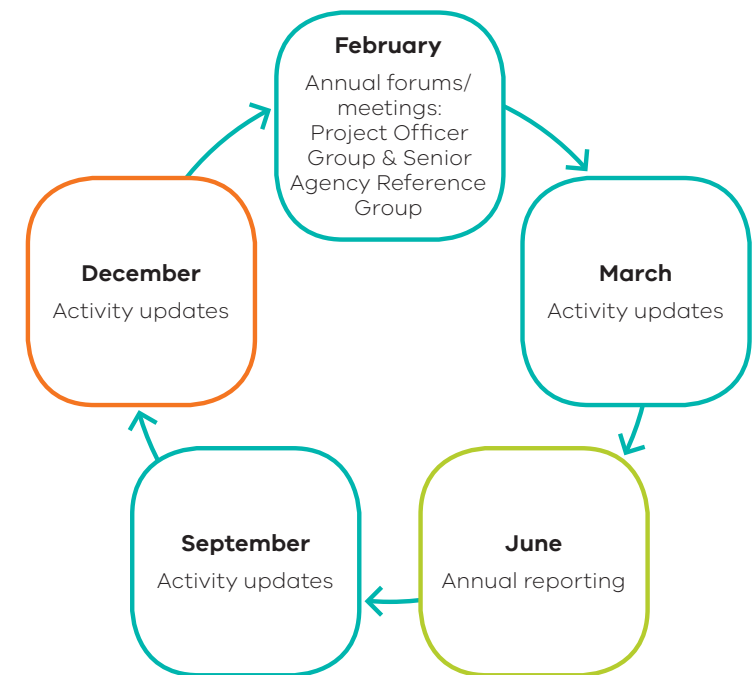 February
Annual forums/
meetings:
Project Officer
Group & Senior
Agency Reference
Group
March
Activity updates
June
Annual reporting
September
Activity updates
December
Activity updates